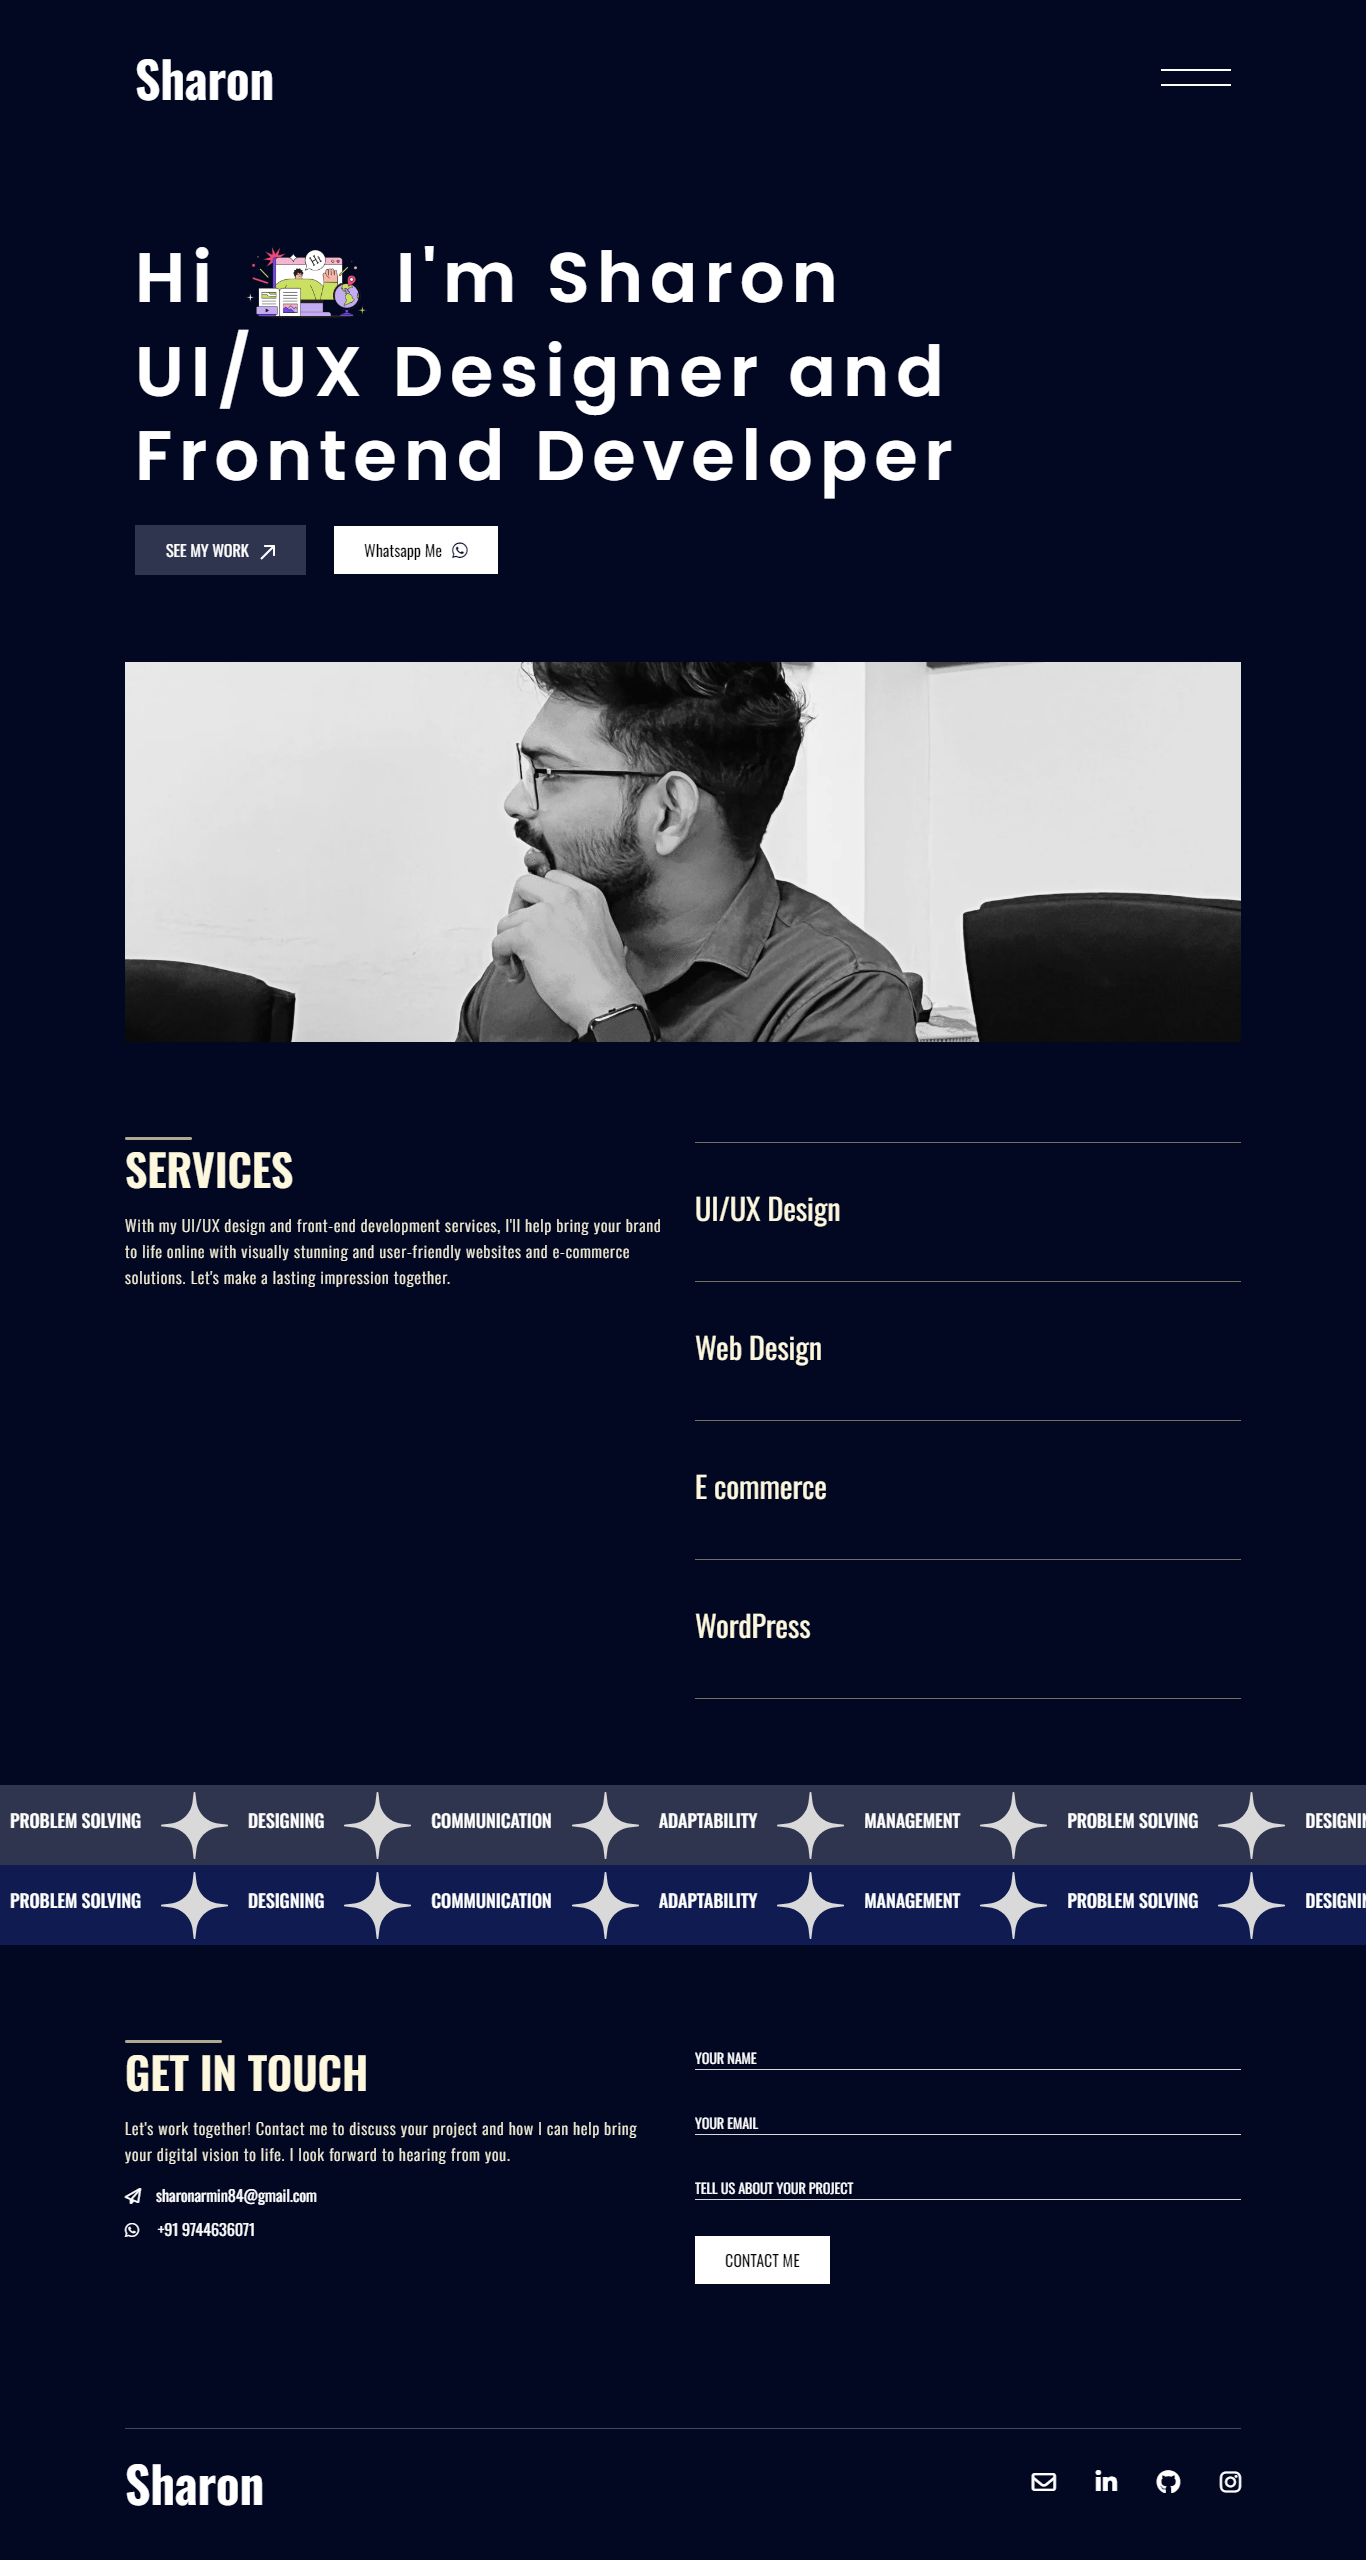 Sharon
Hi Hi I'm Sharon
UI/UX Designer and
Frontend Developer
SEE MY WORK
Whatsapp Me
SERVICES
With my UI/UX design and front-end development services, I'll help bring your brand
to life online with visually stunning and user-friendly websites and e-commerce
solutions. Let's make a lasting impression together.
UI/UX Design
Web Design
E commerce
WordPress
PROBLEM SOLVING DESIGNING COMMUNICATION ADAPTABILITY MANAGEMENT PROBLEM SOLVING DESIGNIN
PROBLEM SOLVING DESIGNING COMMUNICATION ADAPTABILITY MANAGEMENT PROBLEM SOLVING DESIGNIN
GET IN TOUCH
Let's work together! Contact me to discuss your project and how I can help bring
your digital vision to life. I look forward to hearing from you.
sharonarmin84@gmail.com
+91 9744636071
YOUR NAME
YOUR EMAIL
TELL US ABOUT YOUR PROJECT
CONTACT ME
Sharon